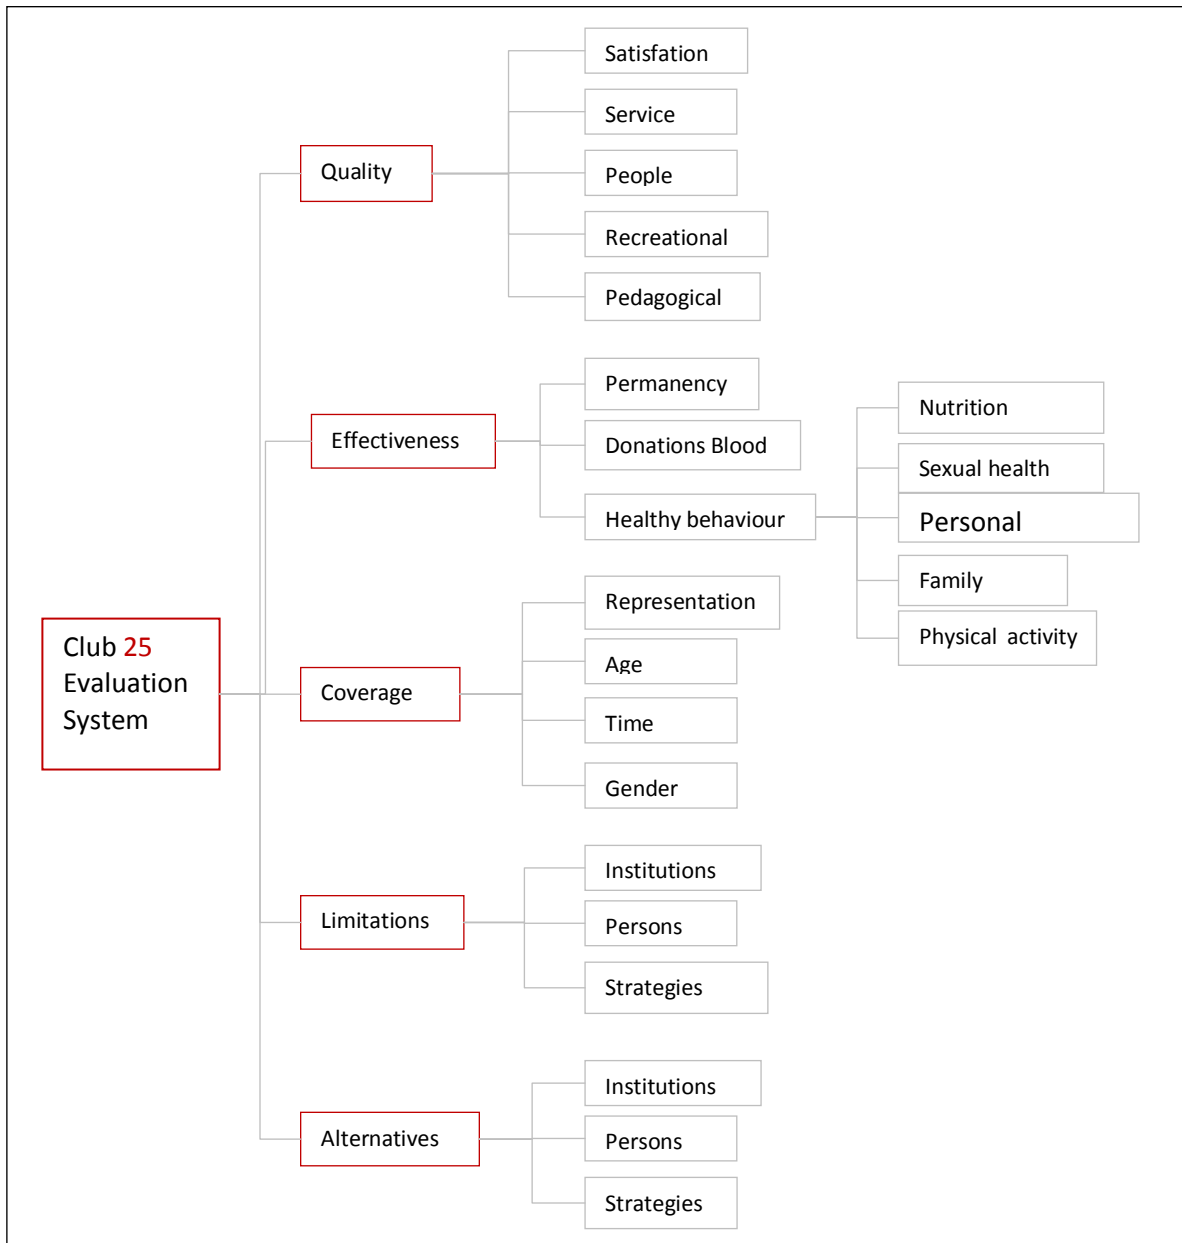 Club 25
Evaluation
System
Quality
Satisfation
Service
People
Recreational
Pedagogical
Effectiveness
Permanency
Donations Blood
Healthy behaviour
Nutrition
Sexual health
Personal
Family
Physical activity
Coverage
Representation
Age
Time
Gender
Limitations
Institutions
Persons
Strategies
Alternatives
Institutions
Persons
Strategies